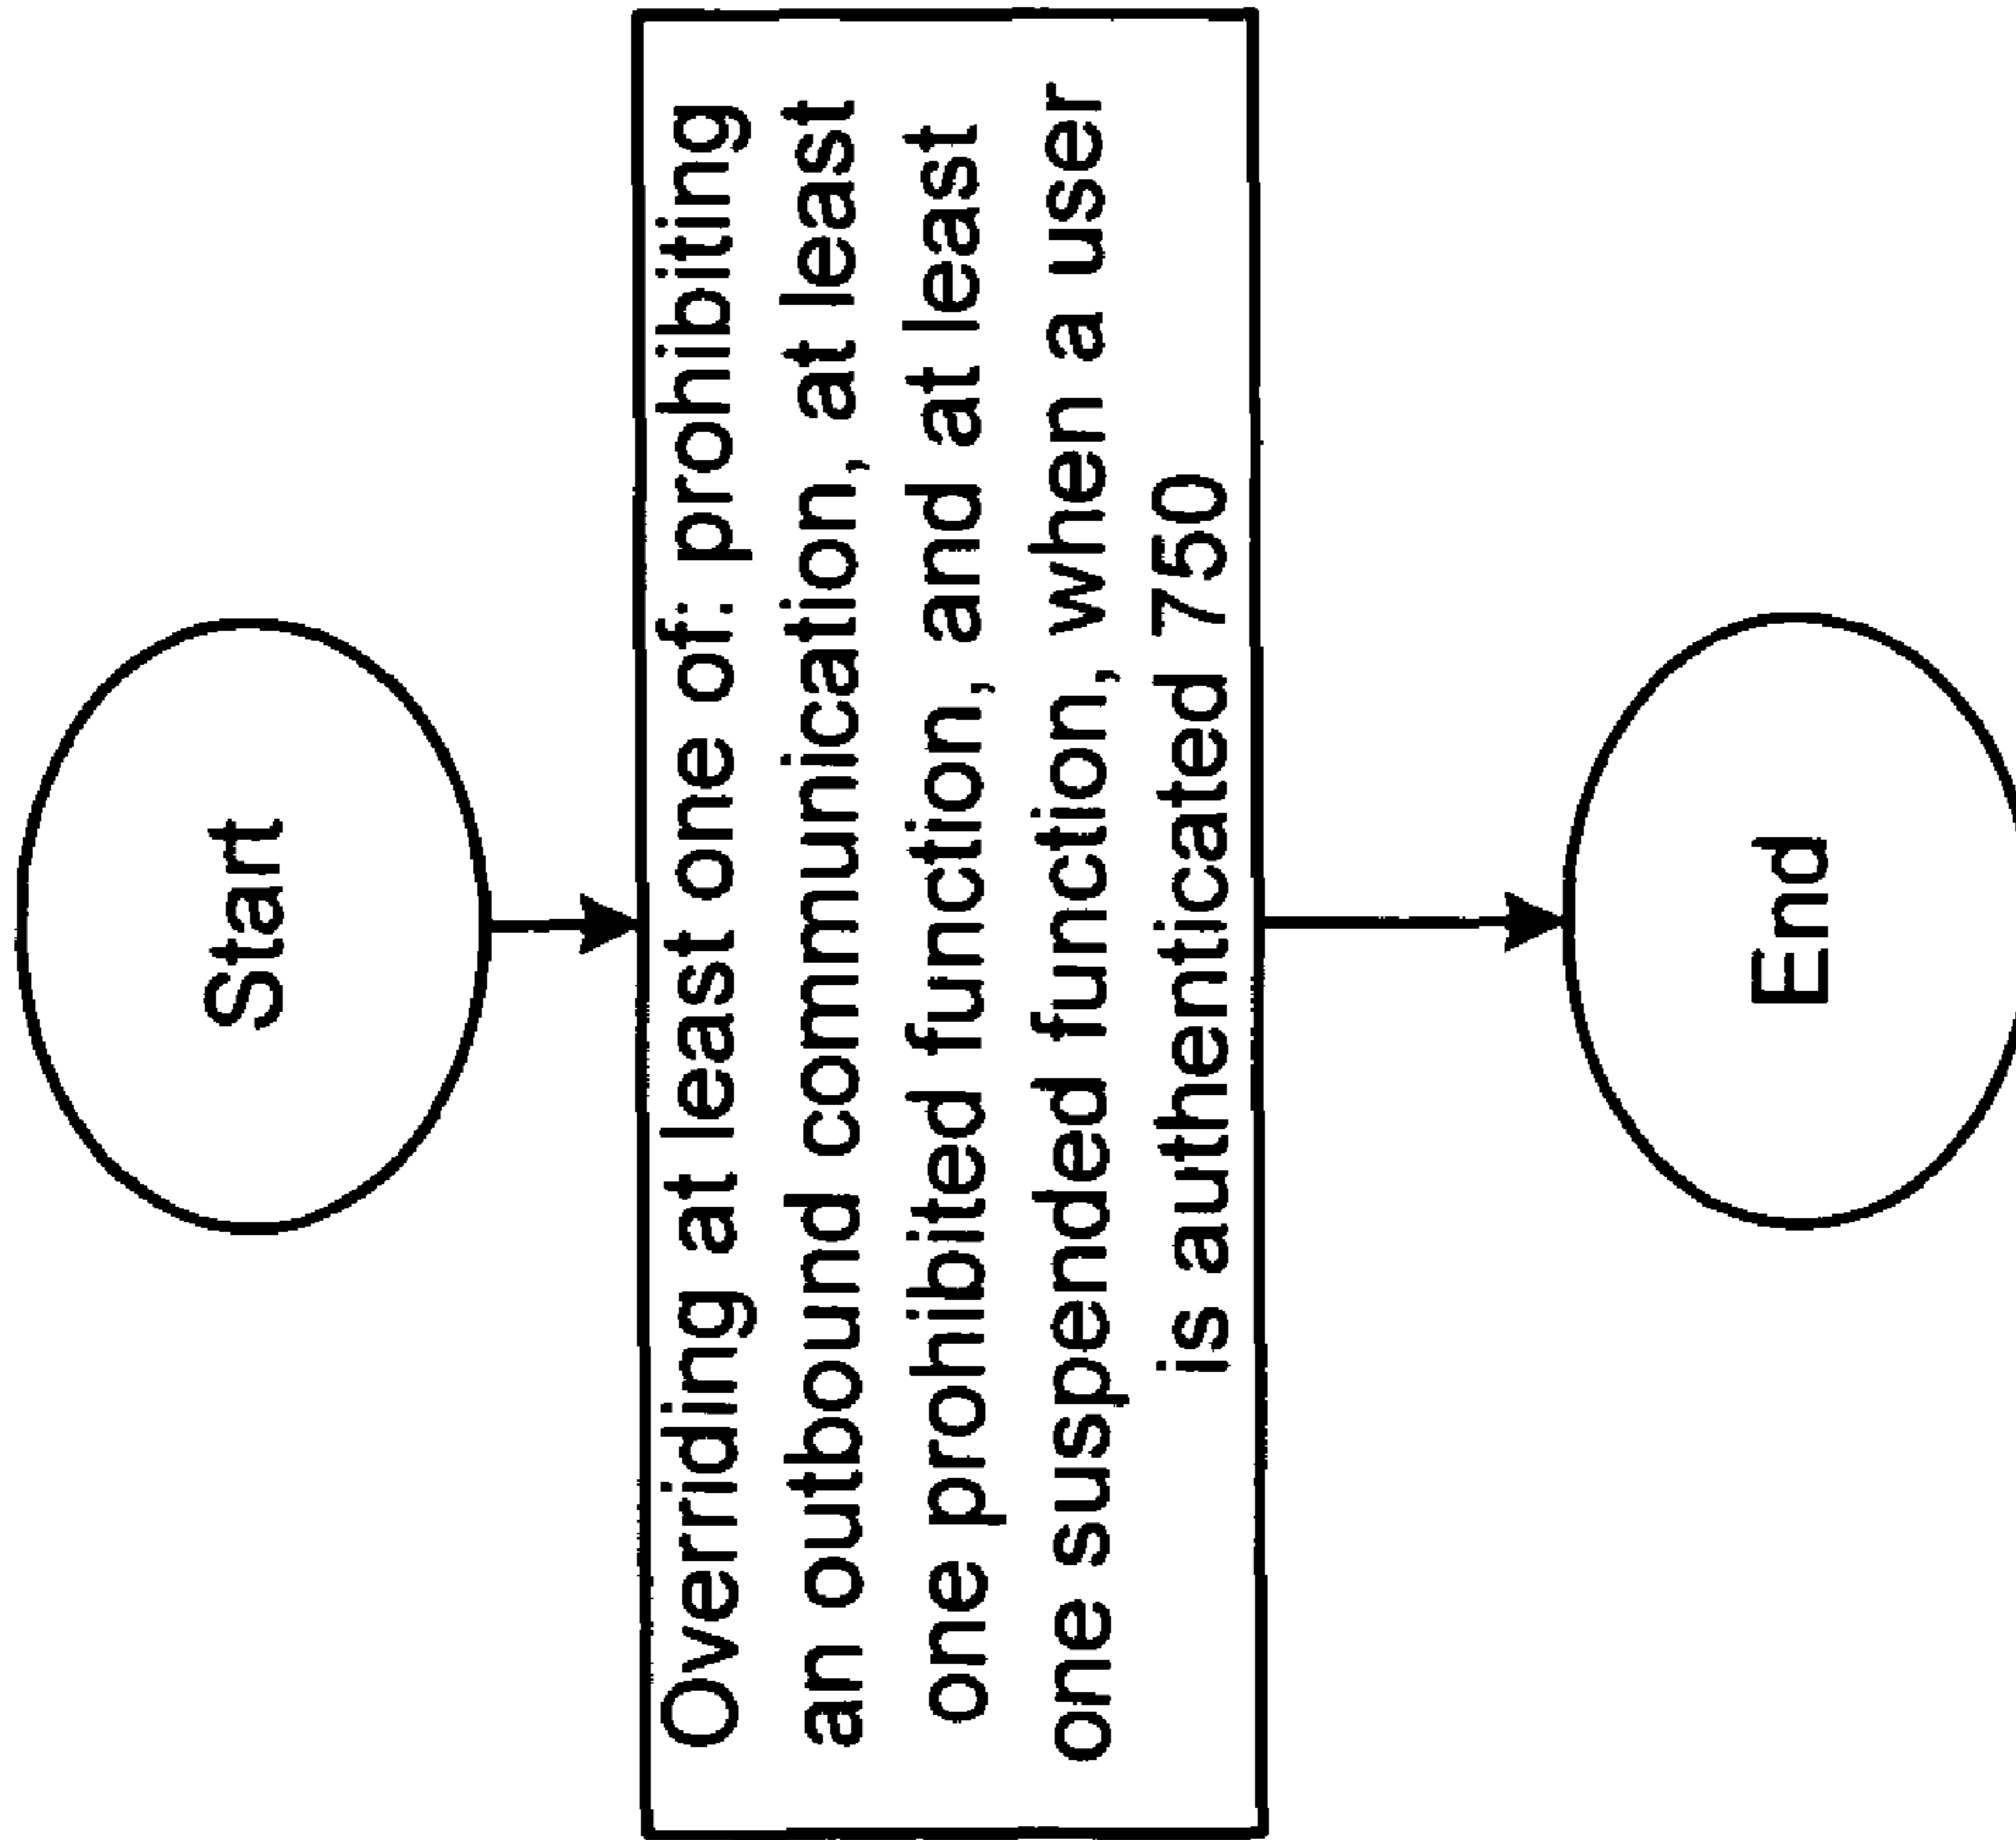 Start
Overriding at least one of: prohibiting
an outbound communication, at least
one prohibited function, and at least
one suspended function, when a user
is authenticated 750
End